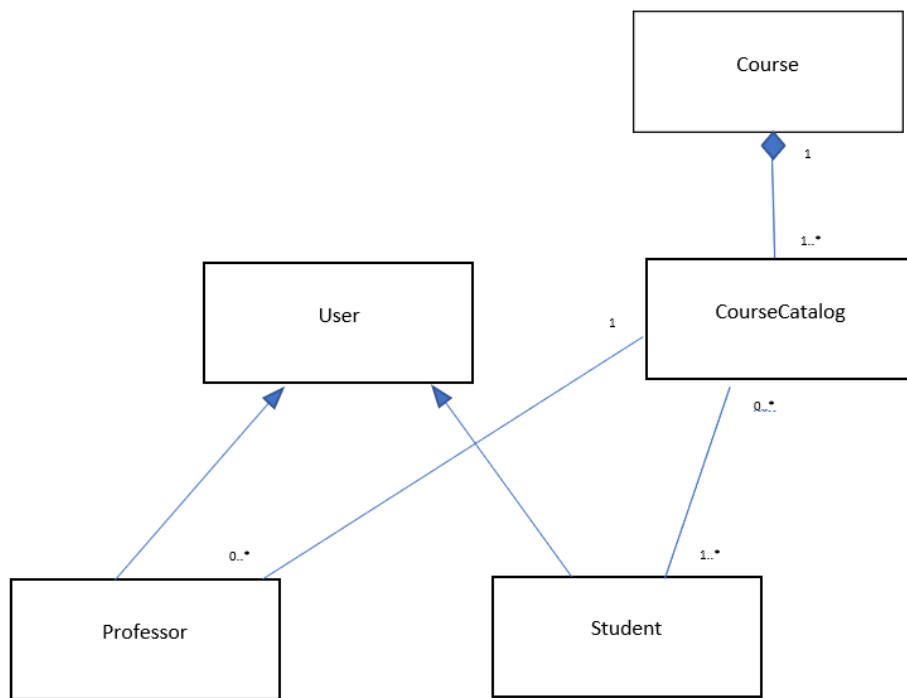 Course
1
1..*
User
1
CourseCatalog
0..*
0..*
1..*
Professor
Student